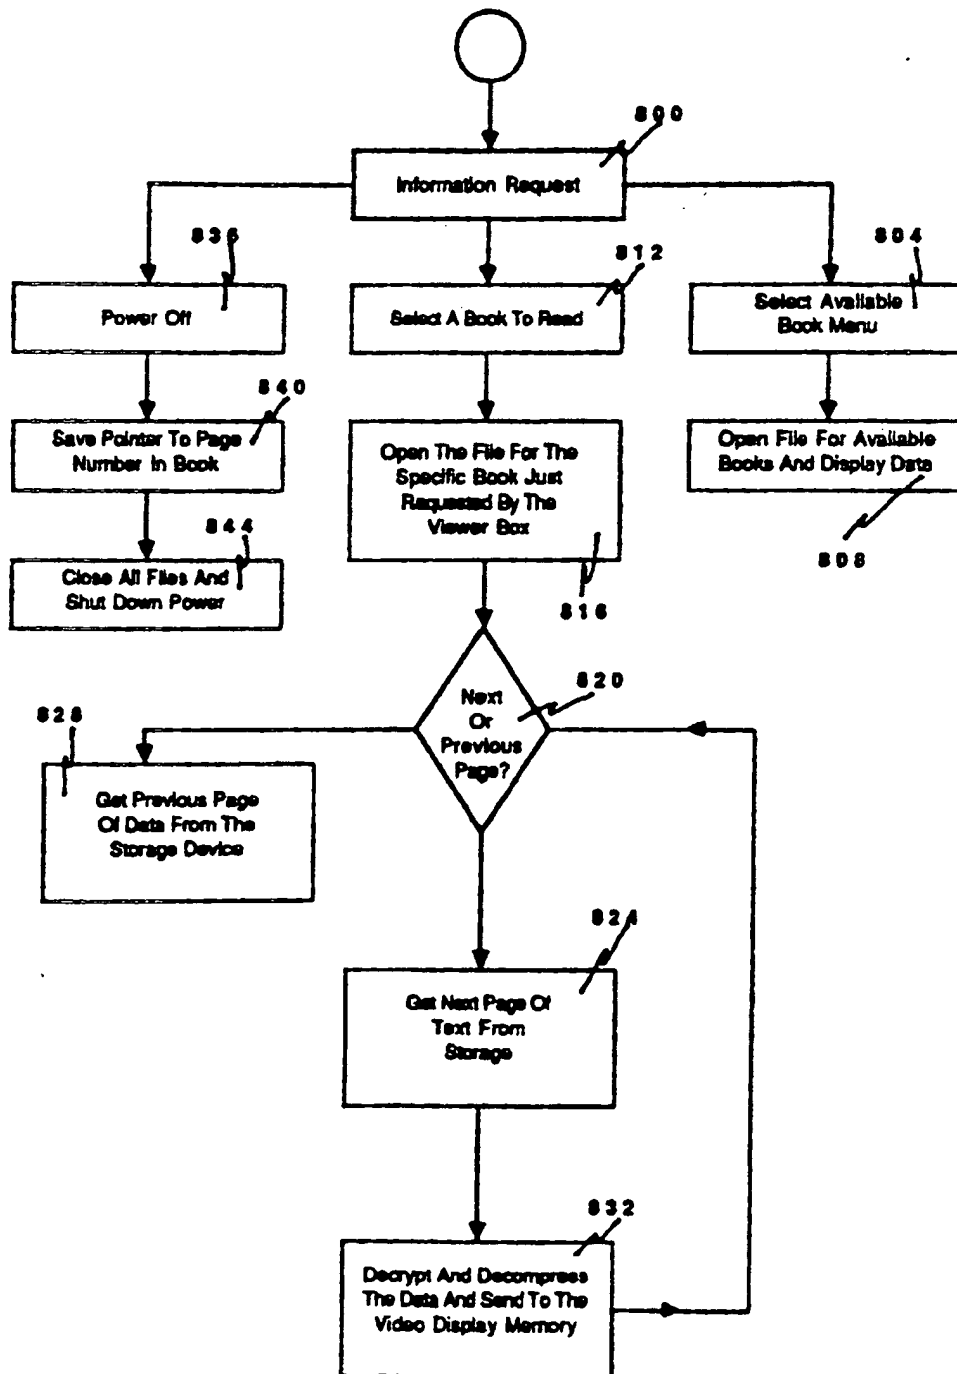 800
Information Request
836
Power Off
812
Select A Book To Read
804
Select Available
Book Menu
840
Save Pointer To Page
Number In Book
Open The File For The
Specific Book Just
Requested By The
Viewer Box
816
Open File For Available
Books And Display Data
808
844
Close All Files And
Shut Down Power
820
Next
Or
Previous
Page?
828
Get Previous Page
Of Data From The
Storage Device
824
Get Next Page Of
Text From
Storage
832
Decrypt And Decompress
The Data And Send To The
Video Display Memory